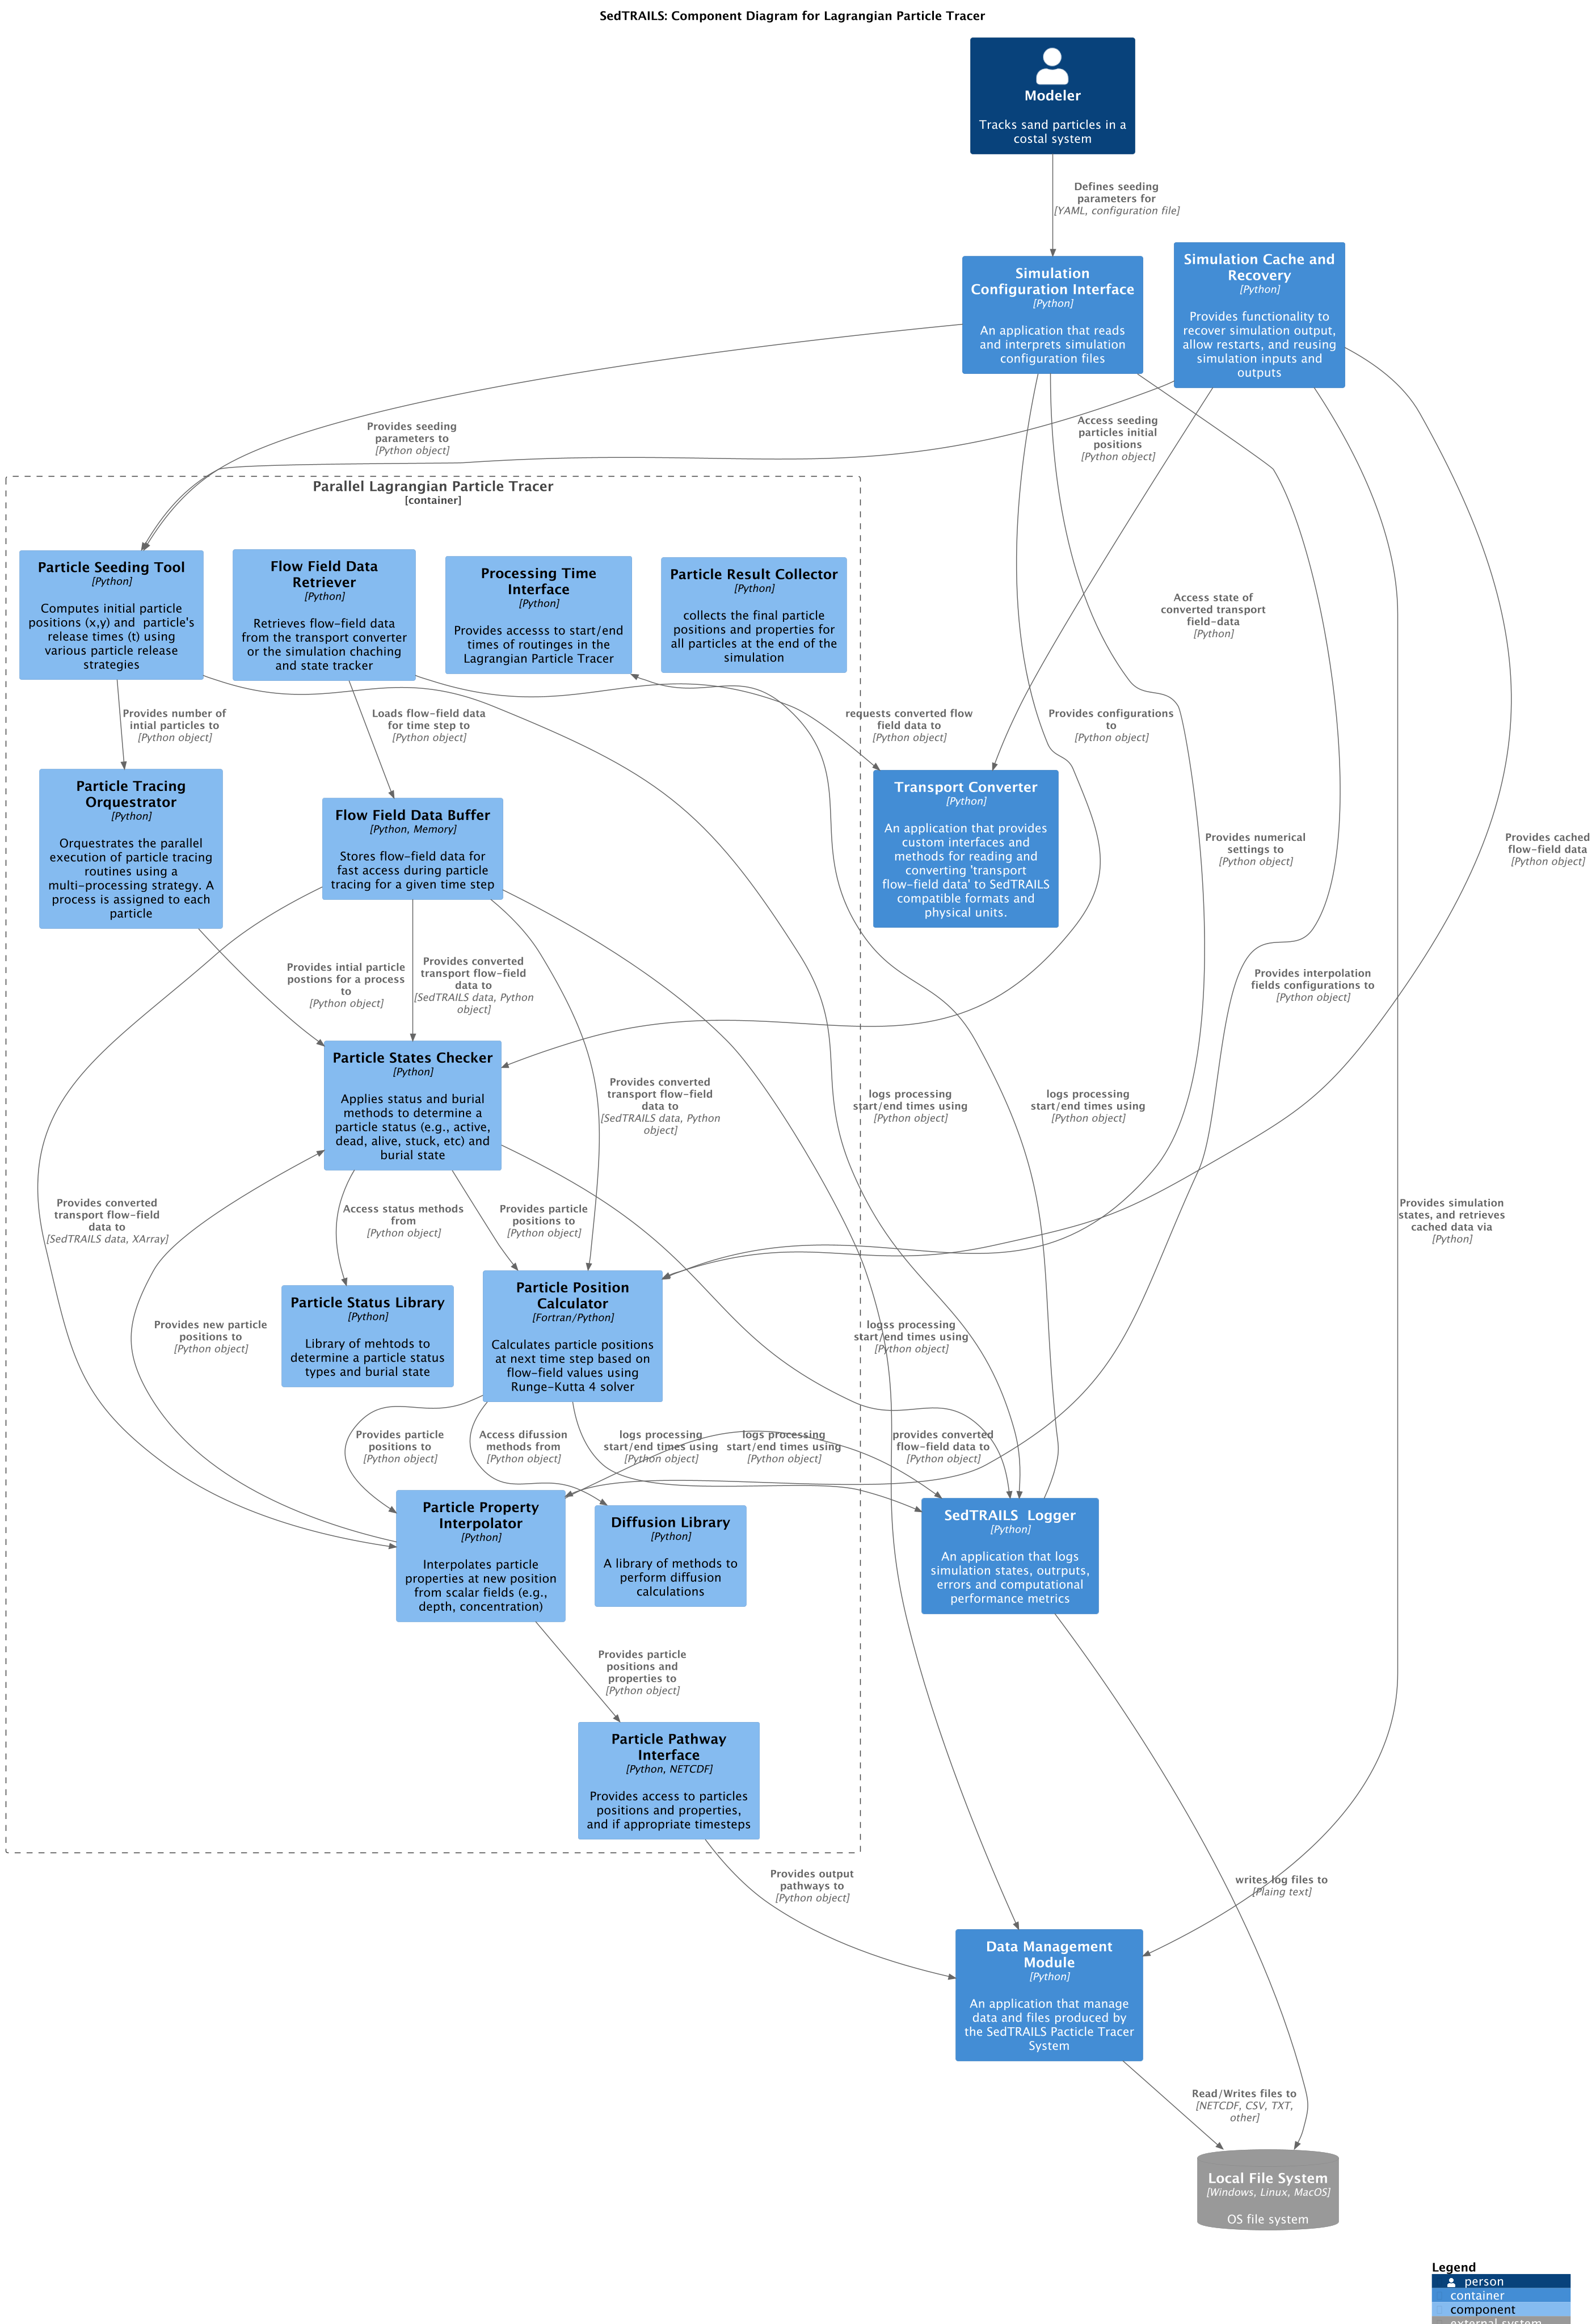 SedTRAILS: Component Diagram for Lagrangian Particle Tracer
Modeler
Tracks sand particles in a
costal system
Defines seeding
parameters for
[YAML, configuration file]
Simulation
Configuration Interface
[Python]
An application that reads
and interprets simulation
configuration files
Simulation Cache and
Recovery
[Python]
Provides functionality to
recover simulation output,
allow restarts, and reusing
simulation inputs and
outputs
Provides seeding
parameters to
[Python object]
Access seeding
particles initial
positions
[Python object]
Parallel Lagrangian Particle Tracer
[container]
Particle Seeding Tool
[Python]
Computes initial particle
positions (x,y) and  particle's
release times (t) using
various particle release
strategies
Flow Field Data
Retriever
[Python]
Retrieves flow-field data
from the transport converter
or the simulation chaching
and state tracker
Processing Time
Interface
[Python]
Provides accesss to start/end
times of routinges in the
Lagrangian Particle Tracer
Particle Result Collector
[Python]
collects the final particle
positions and properties for
all particles at the end of the
simulation
Access state of
converted transport
field-data
[Python]
Provides number of
intial particles to
[Python object]
Loads flow-field data
for time step to
[Python object]
requests converted flow
field data to
[Python object]
Provides configurations
to
[Python object]
Particle Tracing
Orquestrator
[Python]
Orquestrates the parallel
execution of particle tracing
routines using a
multi-processing strategy. A
process is assigned to each
particle
Flow Field Data Buffer
[Python, Memory]
Stores flow-field data for
fast access during particle
tracing for a given time step
Transport Converter
[Python]
An application that provides
custom interfaces and
methods for reading and
converting 'transport
flow-field data' to SedTRAILS
compatible formats and
physical units.
Provides numerical
settings to
[Python object]
Provides cached
flow-field data
[Python object]
Provides intial particle
postions for a process
to
[Python object]
Provides converted
transport flow-field
data to
[SedTRAILS data, Python
object]
Provides interpolation
fields configurations to
[Python object]
Particle States Checker
[Python]
Applies status and burial
methods to determine a
particle status (e.g., active,
dead, alive, stuck, etc) and
burial state
Provides converted
transport flow-field
data to
[SedTRAILS data, Python
object]
logs processing
start/end times using
[Python object]
logs processing
start/end times using
[Python object]
Provides converted
transport flow-field
data to
[SedTRAILS data, XArray]
Access status methods
from
[Python object]
Provides particle
positions to
[Python object]
Provides simulation
states, and retrieves
cached data via
[Python]
Provides new particle
positions to
[Python object]
Particle Status Library
[Python]
Library of mehtods to
determine a particle status
types and burial state
Particle Position
Calculator
[Fortran/Python]
Calculates particle positions
at next time step based on
flow-field values using
Runge-Kutta 4 solver
logss processing
start/end times using
[Python object]
Provides particle
positions to
[Python object]
Access difussion
methods from
[Python object]
logs processing
start/end times using
[Python object]
logs processing
start/end times using
[Python object]
provides converted
flow-field data to
[Python object]
Particle Property
Interpolator
[Python]
Interpolates particle
properties at new position
from scalar fields (e.g.,
depth, concentration)
Diffusion Library
[Python]
A library of methods to
perform diffusion
calculations
SedTRAILS  Logger
[Python]
An application that logs
simulation states, outrputs,
errors and computational
performance metrics
Provides particle
positions and
properties to
[Python object]
Particle Pathway
Interface
[Python, NETCDF]
Provides access to particles
positions and properties,
and if appropriate timesteps
Provides output
pathways to
[Python object]
writes log files to
[Plaing text]
Data Management
Module
[Python]
An application that manage
data and files produced by
the SedTRAILS Pacticle Tracer
System
Read/Writes files to
[NETCDF, CSV, TXT,
other]
Local File System
[Windows, Linux, MacOS]
OS file system
Legend
person
container
component
external system